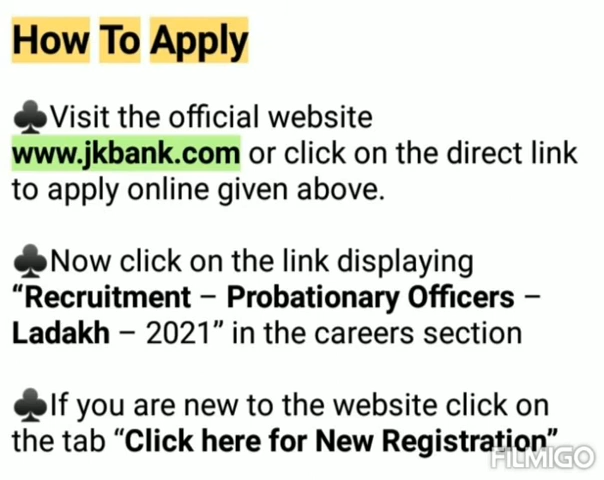 How To Apply
♣Visit the official website
www.jkbank.com or click on the direct link
to apply online given above.
♣Now click on the link displaying
“Recruitment – Probationary Officers –
Ladakh – 2021” in the careers section
♣If you are new to the website click on
the tab “Click here for New Registration”
FILMIGO